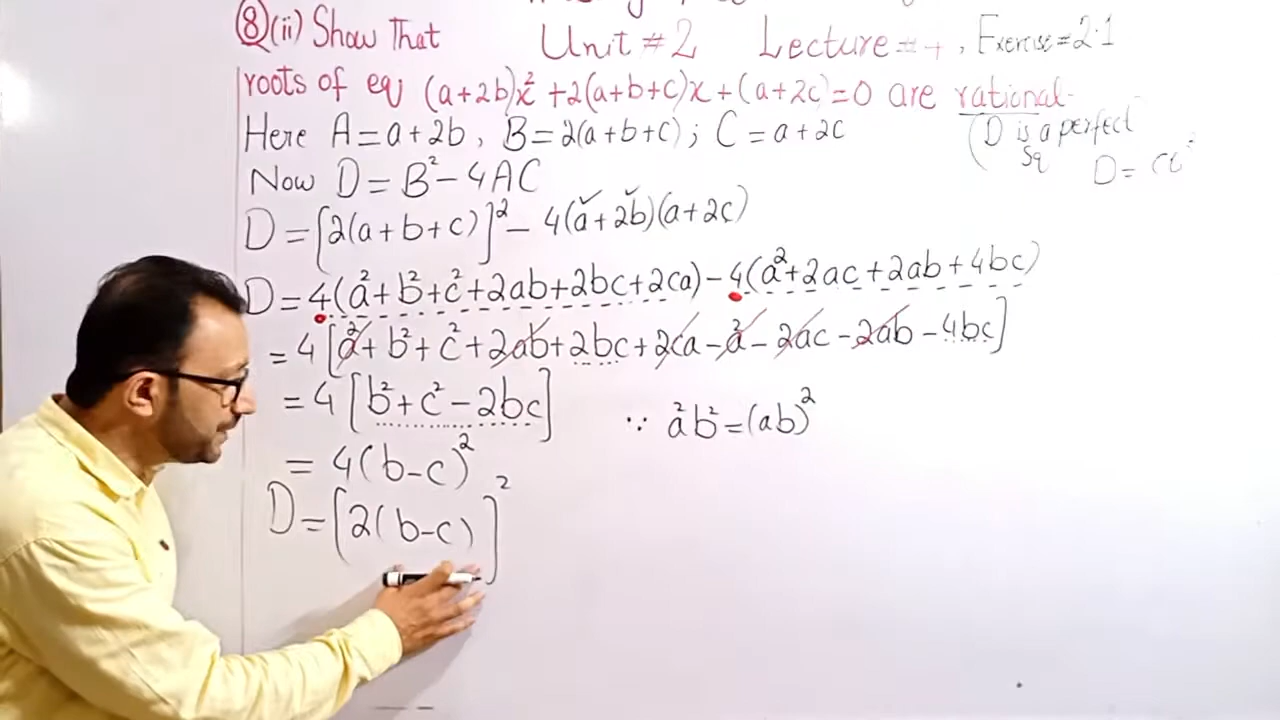 ⑧(ii) Show That
Unit #2 Lecture # , Exercise = 2.1
roots of eq (a+2b)x²+2(a+b+c)x+(a+2c)=0 are rational.
Here A=a+2b, B=2(a+b+c); C=a+2c
(D is a perfect
sq
Now D=B²-4AC
D=
D=[2(a+b+c)]²-4(a+2b)(a+2c)
D=4(a²+b²+c²+2ab+2bc+2ca)-4(a²+2ac+2ab+4bc)
=4[a²+b²+c²+2ab+2bc+2ca-a²-2ac-2ab-4bc]
=4[b²+c²-2bc]
∵ a²b²=(ab)²
=4(b-c)²
D=[2(b-c)]²